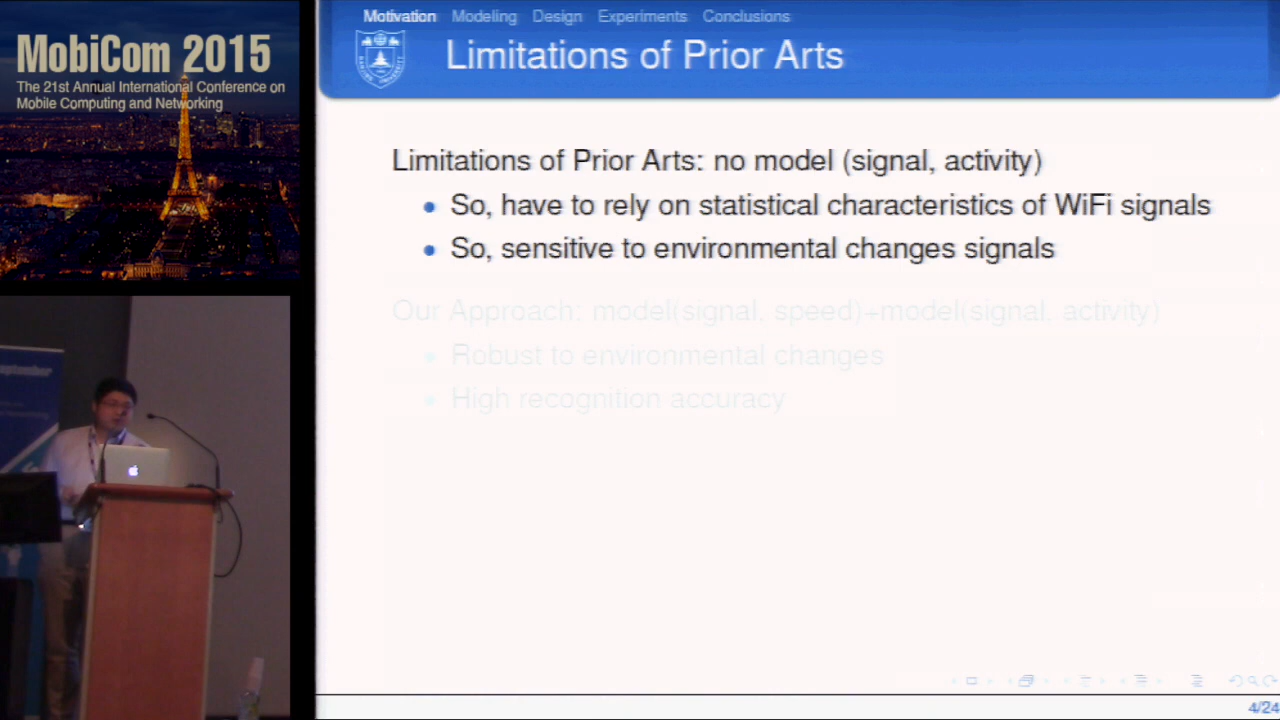 MobiCom 2015
The 21st Annual International Conference on
Mobile Computing and Networking
Motivation Modeling Design Experiments Conclusions
Limitations of Prior Arts
Limitations of Prior Arts: no model (signal, activity)
So, have to rely on statistical characteristics of WiFi signals
So, sensitive to environmental changes signals
Our Approach: model(signal, speed)+model(signal, activity)
Robust to environmental changes
High recognition accuracy
4/24